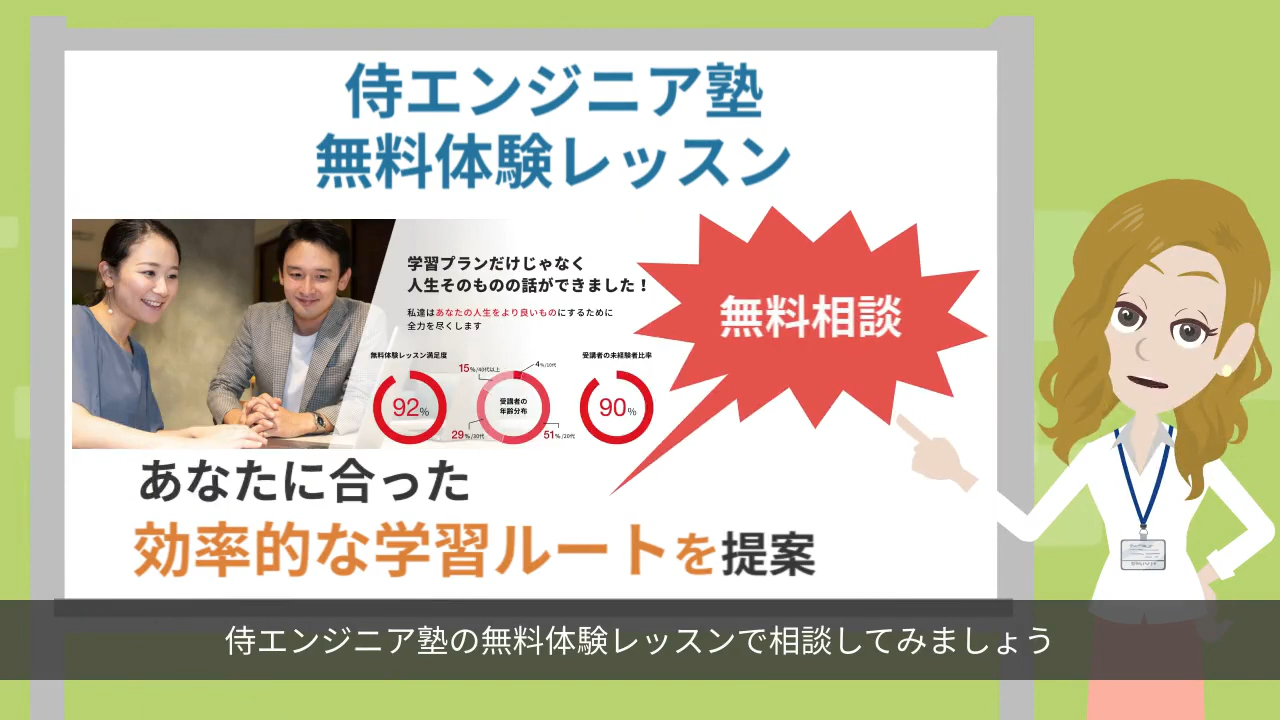 侍エンジニア塾
無料体験レッスン
学習プランだけじゃなく
人生そのものの話ができました！
私達はあなたの人生をより良いものにするために
全力を尽くします
無料体験レッスン満足度
92%
15%/40代以上
4%/10代
受講者の
年齢分布
29%/30代
51%/20代
受講者の未経験者比率
90%
無料相談
あなたに合った
効率的な学習ルートを提案
侍エンジニア塾の無料体験レッスンで相談してみましょう